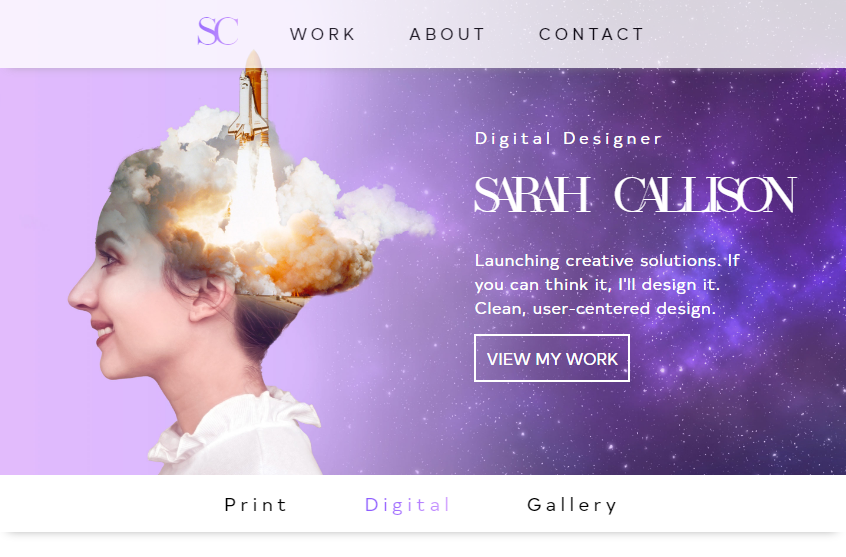 SC WORK ABOUT CONTACT
Digital Designer
SARAH CALLISON
Launching creative solutions. If
you can think it, I'll design it.
Clean, user-centered design.
VIEW MY WORK
Print Digital Gallery